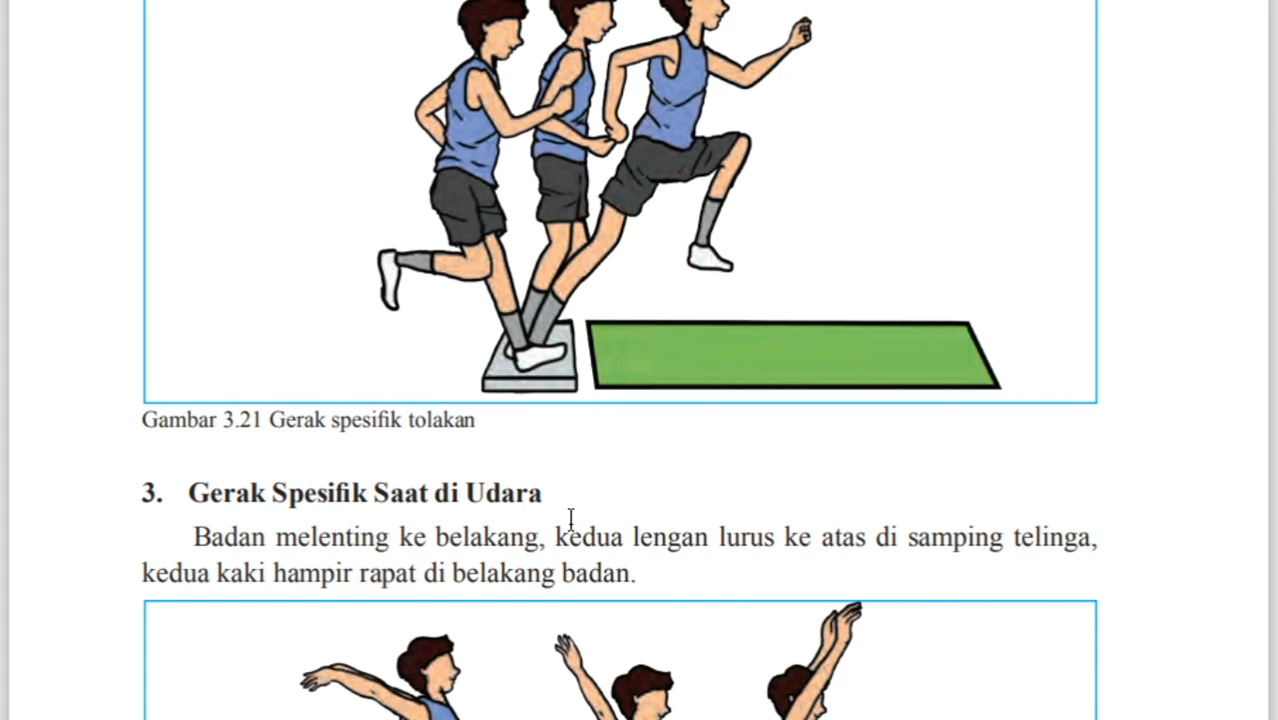 Gambar 3.21 Gerak spesifik tolakan
3. Gerak Spesifik Saat di Udara
Badan melenting ke belakang, kedua lengan lurus ke atas di samping telinga,
kedua kaki hampir rapat di belakang badan.